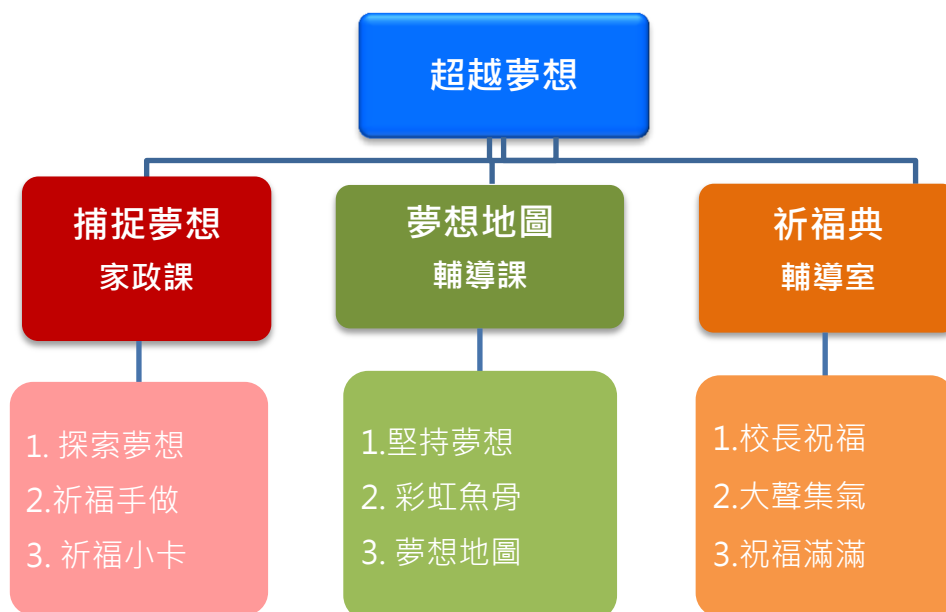 超越夢想
捕捉夢想
家政課
夢想地圖
輔導課
祈福典
輔導室
1. 探索夢想
2.祈福手做
3. 祈福小卡
1.堅持夢想
2. 彩虹魚骨
3. 夢想地圖
1.校長祝福
2.大聲集氣
3.祝福滿滿